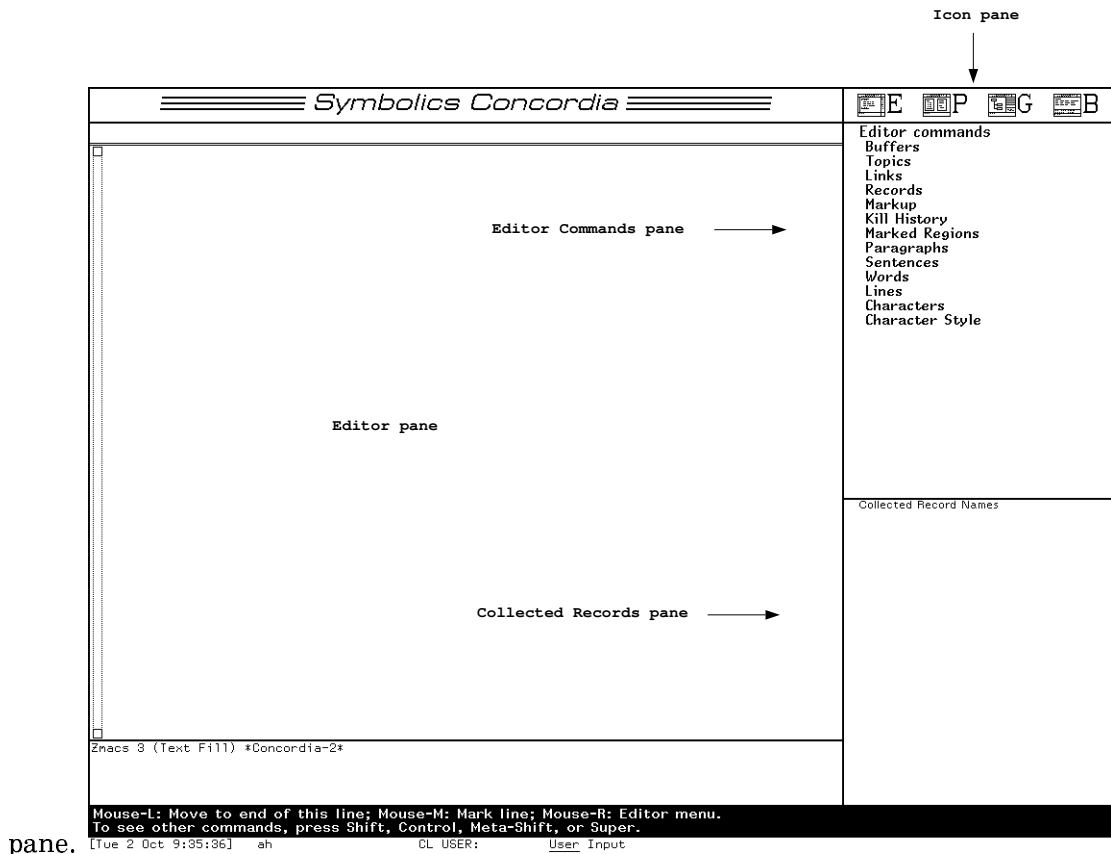 Icon pane
Symbolics Concordia
E P G B
Editor commands
Buffers
Topics
Links
Records
Markup
Kill History
Marked Regions
Paragraphs
Sentences
Words
Lines
Characters
Character Style
Editor Commands pane
Editor pane
Collected Record Names
Collected Records pane
Zmacs 3 (Text Fill) *Concordia-2*
Mouse-L: Move to end of this line; Mouse-M: Mark line; Mouse-R: Editor menu.
To see other commands, press Shift, Control, Meta-Shift, or Super.
pane. [Tue 2 Oct 9:35:36] ah CL USER: User Input